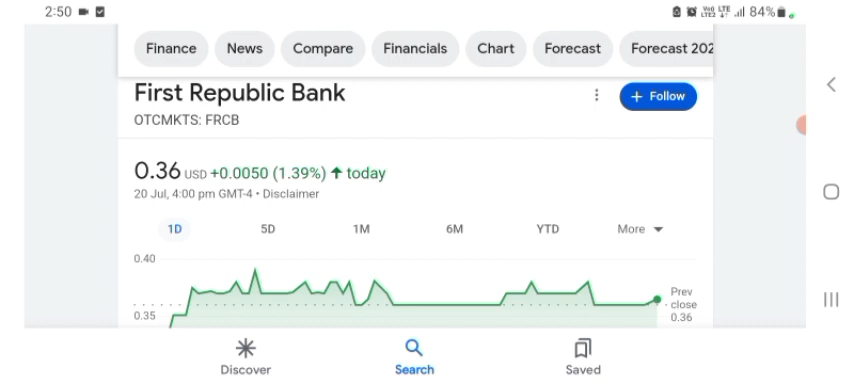 2:50 84%
Finance News Compare Financials Chart Forecast Forecast 202
First Republic Bank
+ Follow
OTCMKTS: FRCB
0.36 USD +0.0050 (1.39%) ↑ today
20 Jul, 4:00 pm GMT-4 • Disclaimer
1D 5D 1M 6M YTD More
0.40
Prev
close
0.36
0.35
Discover Search Saved